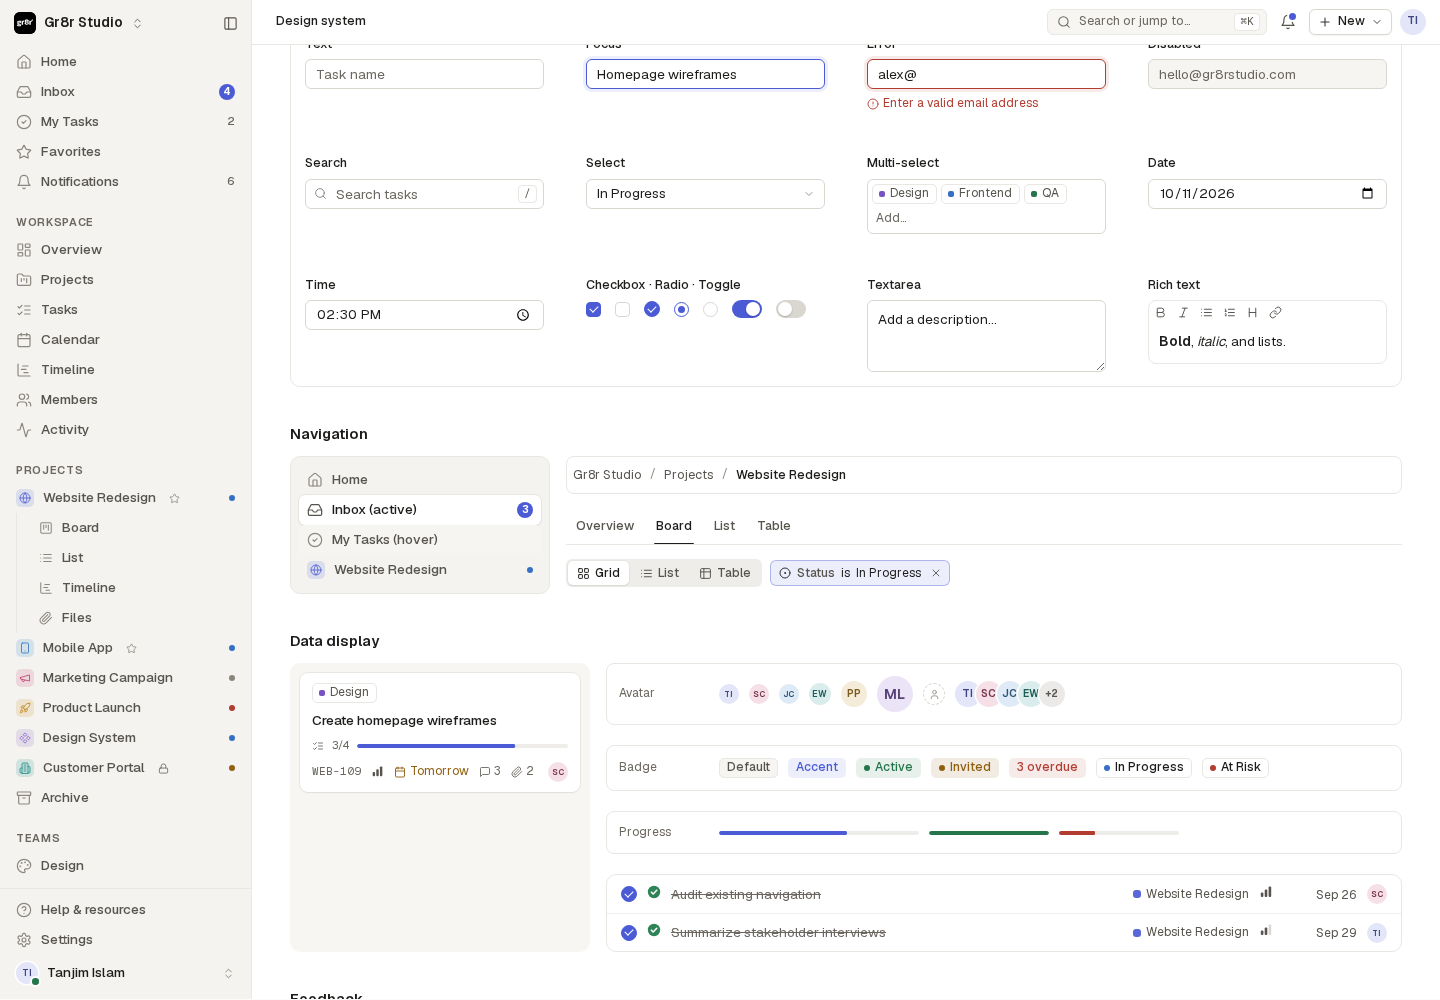 gr8r Gr8r Studio
Home
Inbox 4
My Tasks 2
Favorites
Notifications 6
WORKSPACE
Overview
Projects
Tasks
Calendar
Timeline
Members
Activity
PROJECTS
Website Redesign
Board
List
Timeline
Files
Mobile App
Marketing Campaign
Product Launch
Design System
Customer Portal
Archive
TEAMS
Design
Help & resources
Settings
TI Tanjim Islam
Design system
Search or jump to… ⌘K
New
TI
Text
Task name
Focus
Homepage wireframes
Error
alex@
Enter a valid email address
Disabled
hello@gr8rstudio.com
Search
Search tasks /
Select
In Progress
Multi-select
Design Frontend QA
Add…
Date
10/11/2026
Time
02:30 PM
Checkbox · Radio · Toggle
Textarea
Add a description…
Rich text
B I H
Bold, italic, and lists.
Navigation
Home
Inbox (active) 3
My Tasks (hover)
Website Redesign
Gr8r Studio / Projects / Website Redesign
Overview Board List Table
Grid List Table Status is In Progress
Data display
Design
Create homepage wireframes
3/4
WEB-109 Tomorrow 3 2 SC
Avatar TI SC JC EW PP ML TI SC JC EW +2
Badge Default Accent Active Invited 3 overdue In Progress At Risk
Progress
Audit existing navigation Website Redesign Sep 26 SC
Summarize stakeholder interviews Website Redesign Sep 29 TI
Feedback